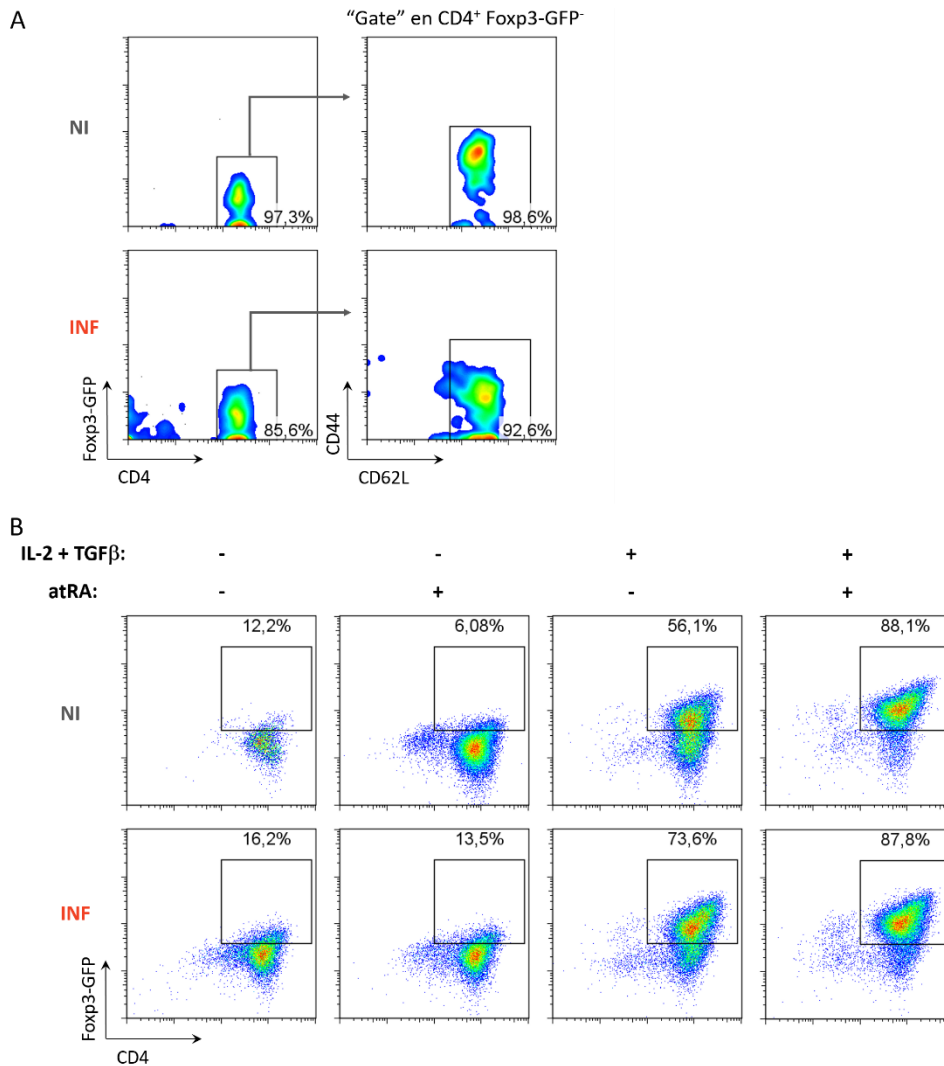 A
“Gate” en CD4⁺ Foxp3-GFP⁻
NI
97,3%
98,6%
INF
85,6%
92,6%
Foxp3-GFP
CD4
CD44
CD62L
B
IL-2 + TGFβ: - - + +
atRA: - + - +
NI
12,2% 6,08% 56,1% 88,1%
INF
16,2% 13,5% 73,6% 87,8%
Foxp3-GFP
CD4